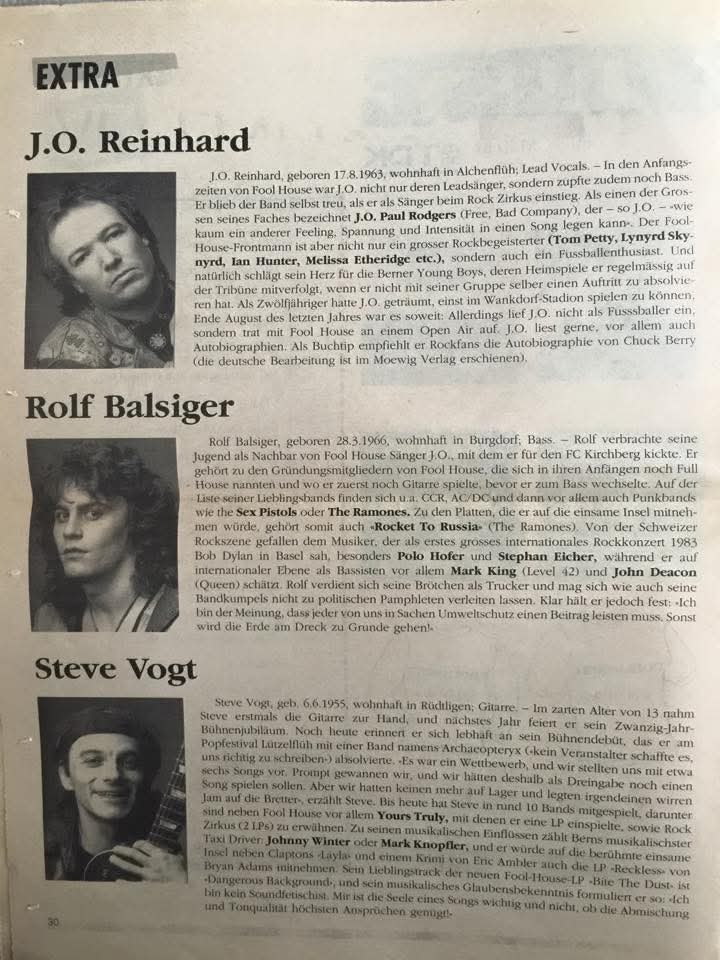 EXTRA
J.O. Reinhard
J.O. Reinhard, geboren 17.8.1963, wohnhaft in Alchenflüh; Lead Vocals. – In den Anfangs-
zeiten von Fool House war J.O. nicht nur deren Leadsänger, sondern zupfte zudem noch Bass.
Er blieb der Band selbst treu, als er als Sänger beim Rock Zirkus einstieg. Als einen der Gros-
sen seines Faches bezeichnet J.O. Paul Rodgers (Free, Bad Company), der – so J.O. – «wie
kaum ein anderer Feeling, Spannung und Intensität in einen Song legen kann». Der Fool-
House-Frontmann ist aber nicht nur ein grosser Rockbegeisterter (Tom Petty, Lynyrd Sky-
nyrd, Ian Hunter, Melissa Etheridge etc.), sondern auch ein Fussballenthusiast. Und
natürlich schlägt sein Herz für die Berner Young Boys, deren Heimspiele er regelmässig auf
der Tribüne mitverfolgt, wenn er nicht mit seiner Gruppe selber einen Auftritt zu absolvie-
ren hat. Als Zwölfjähriger hatte J.O. geträumt, einst im Wankdorf-Stadion spielen zu können.
Ende August des letzten Jahres war es soweit: Allerdings lief J.O. nicht als Fusssballer ein,
sondern trat mit Fool House an einem Open Air auf. J.O. liest gerne, vor allem auch
Autobiographien. Als Buchtip empfiehlt er Rockfans die Autobiographie von Chuck Berry
(die deutsche Bearbeitung ist im Moewig Verlag erschienen).
Rolf Balsiger
Rolf Balsiger, geboren 28.3.1966, wohnhaft in Burgdorf; Bass. – Rolf verbrachte seine
Jugend als Nachbar von Fool House Sänger J.O., mit dem er für den FC Kirchberg kickte. Er
gehört zu den Gründungsmitgliedern von Fool House, die sich in ihren Anfängen noch Full
House nannten und wo er zuerst noch Gitarre spielte, bevor er zum Bass wechselte. Auf der
Liste seiner Lieblingsbands finden sich u.a. CCR, AC/DC und dann vor allem auch Punkbands
wie the Sex Pistols oder The Ramones. Zu den Platten, die er auf die einsame Insel mitneh-
men würde, gehört somit auch «Rocket To Russia» (The Ramones). Von der Schweizer
Rockszene gefallen dem Musiker, der als erstes grosses internationales Rockkonzert 1983
Bob Dylan in Basel sah, besonders Polo Hofer und Stephan Eicher, während er auf
internationaler Ebene als Bassisten vor allem Mark King (Level 42) und John Deacon
(Queen) schätzt. Rolf verdient sich seine Brötchen als Trucker und mag sich wie auch seine
Bandkumpels nicht zu politischen Pamphleten verleiten lassen. Klar hält er jedoch fest: «Ich
bin der Meinung, dass jeder von uns in Sachen Umweltschutz einen Beitrag leisten muss. Sonst
wird die Erde am Dreck zu Grunde gehen!»
Steve Vogt
Steve Vogt, geb. 6.6.1955, wohnhaft in Rüdtligen; Gitarre. – Im zarten Alter von 13 nahm
Steve erstmals die Gitarre zur Hand, und nächstes Jahr feiert er sein Zwanzig-Jahr-
Bühnenjubiläum. Noch heute erinnert er sich lebhaft an sein Bühnendebüt, das er am
Popfestival Lützelflüh mit einer Band namens Archaeopteryx («kein Veranstalter schaffte es,
uns richtig zu schreiben») absolvierte. «Es war ein Wettbewerb, und wir stellten uns mit etwa
sechs Songs vor. Prompt gewannen wir, und wir hätten deshalb als Dreingabe noch einen
Song spielen sollen. Aber wir hatten keinen mehr auf Lager und legten irgendeinen wirren
Jam auf die Bretter», erzählt Steve. Bis heute hat Steve in rund 10 Bands mitgespielt, darunter
sind neben Fool House vor allem Yours Truly, mit denen er eine LP einspielte, sowie Rock
Zirkus (2 LPs) zu erwähnen. Zu seinen musikalischen Einflüssen zählt Berns musikalischster
Taxi Driver Johnny Winter oder Mark Knopfler, und er würde auf die berühmte einsame
Insel neben Claptons «Layla» und einem Krimi von Eric Ambler auch die LP «Reckless» von
Bryan Adams mitnehmen. Sein Lieblingstrack der neuen Fool-House-LP «Bite The Dust» ist
«Dangerous Background», und sein musikalisches Glaubensbekenntnis formuliert er so: «Ich
bin kein Soundfetischist. Mir ist die Seele eines Songs wichtig und nicht, ob die Abmischung
und Tonqualität höchsten Ansprüchen genügt!»
30